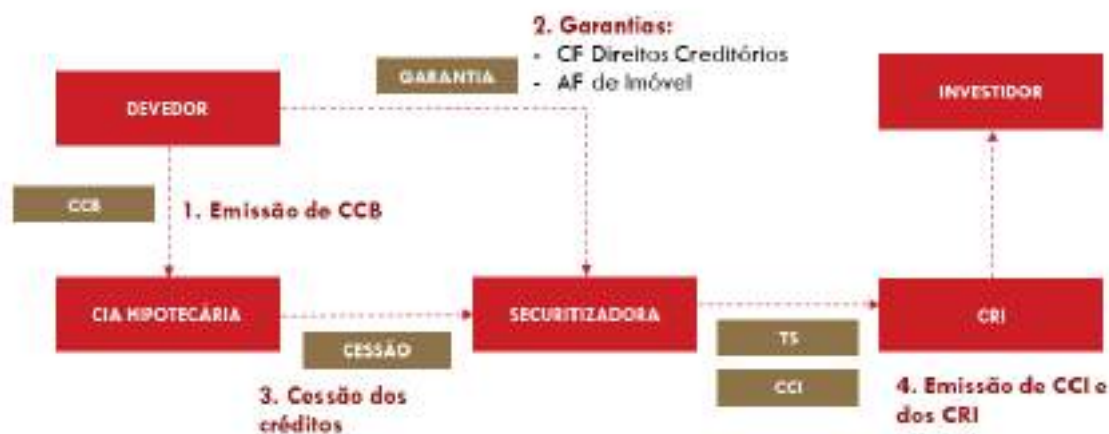 2. Garantias:
- CF Direitos Creditórios
- AF de Imóvel
GARANTIA
DEVEDOR
INVESTIDOR
CCB
1. Emissão de CCB
CIA HIPOTECÁRIA
SECURITIZADORA
CRI
CESSÃO
TS
CCI
3. Cessão dos
créditos
4. Emissão de CCI e
dos CRI